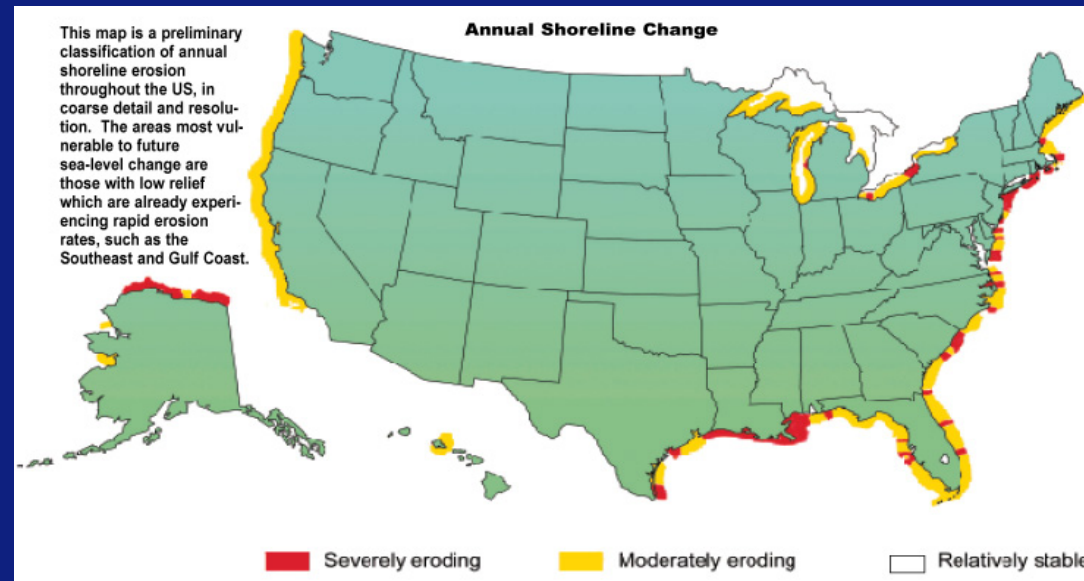 Annual Shoreline Change
This map is a preliminary
classification of annual
shoreline erosion
throughout the US, in
coarse detail and resolu-
tion. The areas most vul-
nerable to future
sea-level change are
those with low relief
which are already experi-
encing rapid erosion
rates, such as the
Southeast and Gulf Coast.
Severely eroding
Moderately eroding
Relatively stable